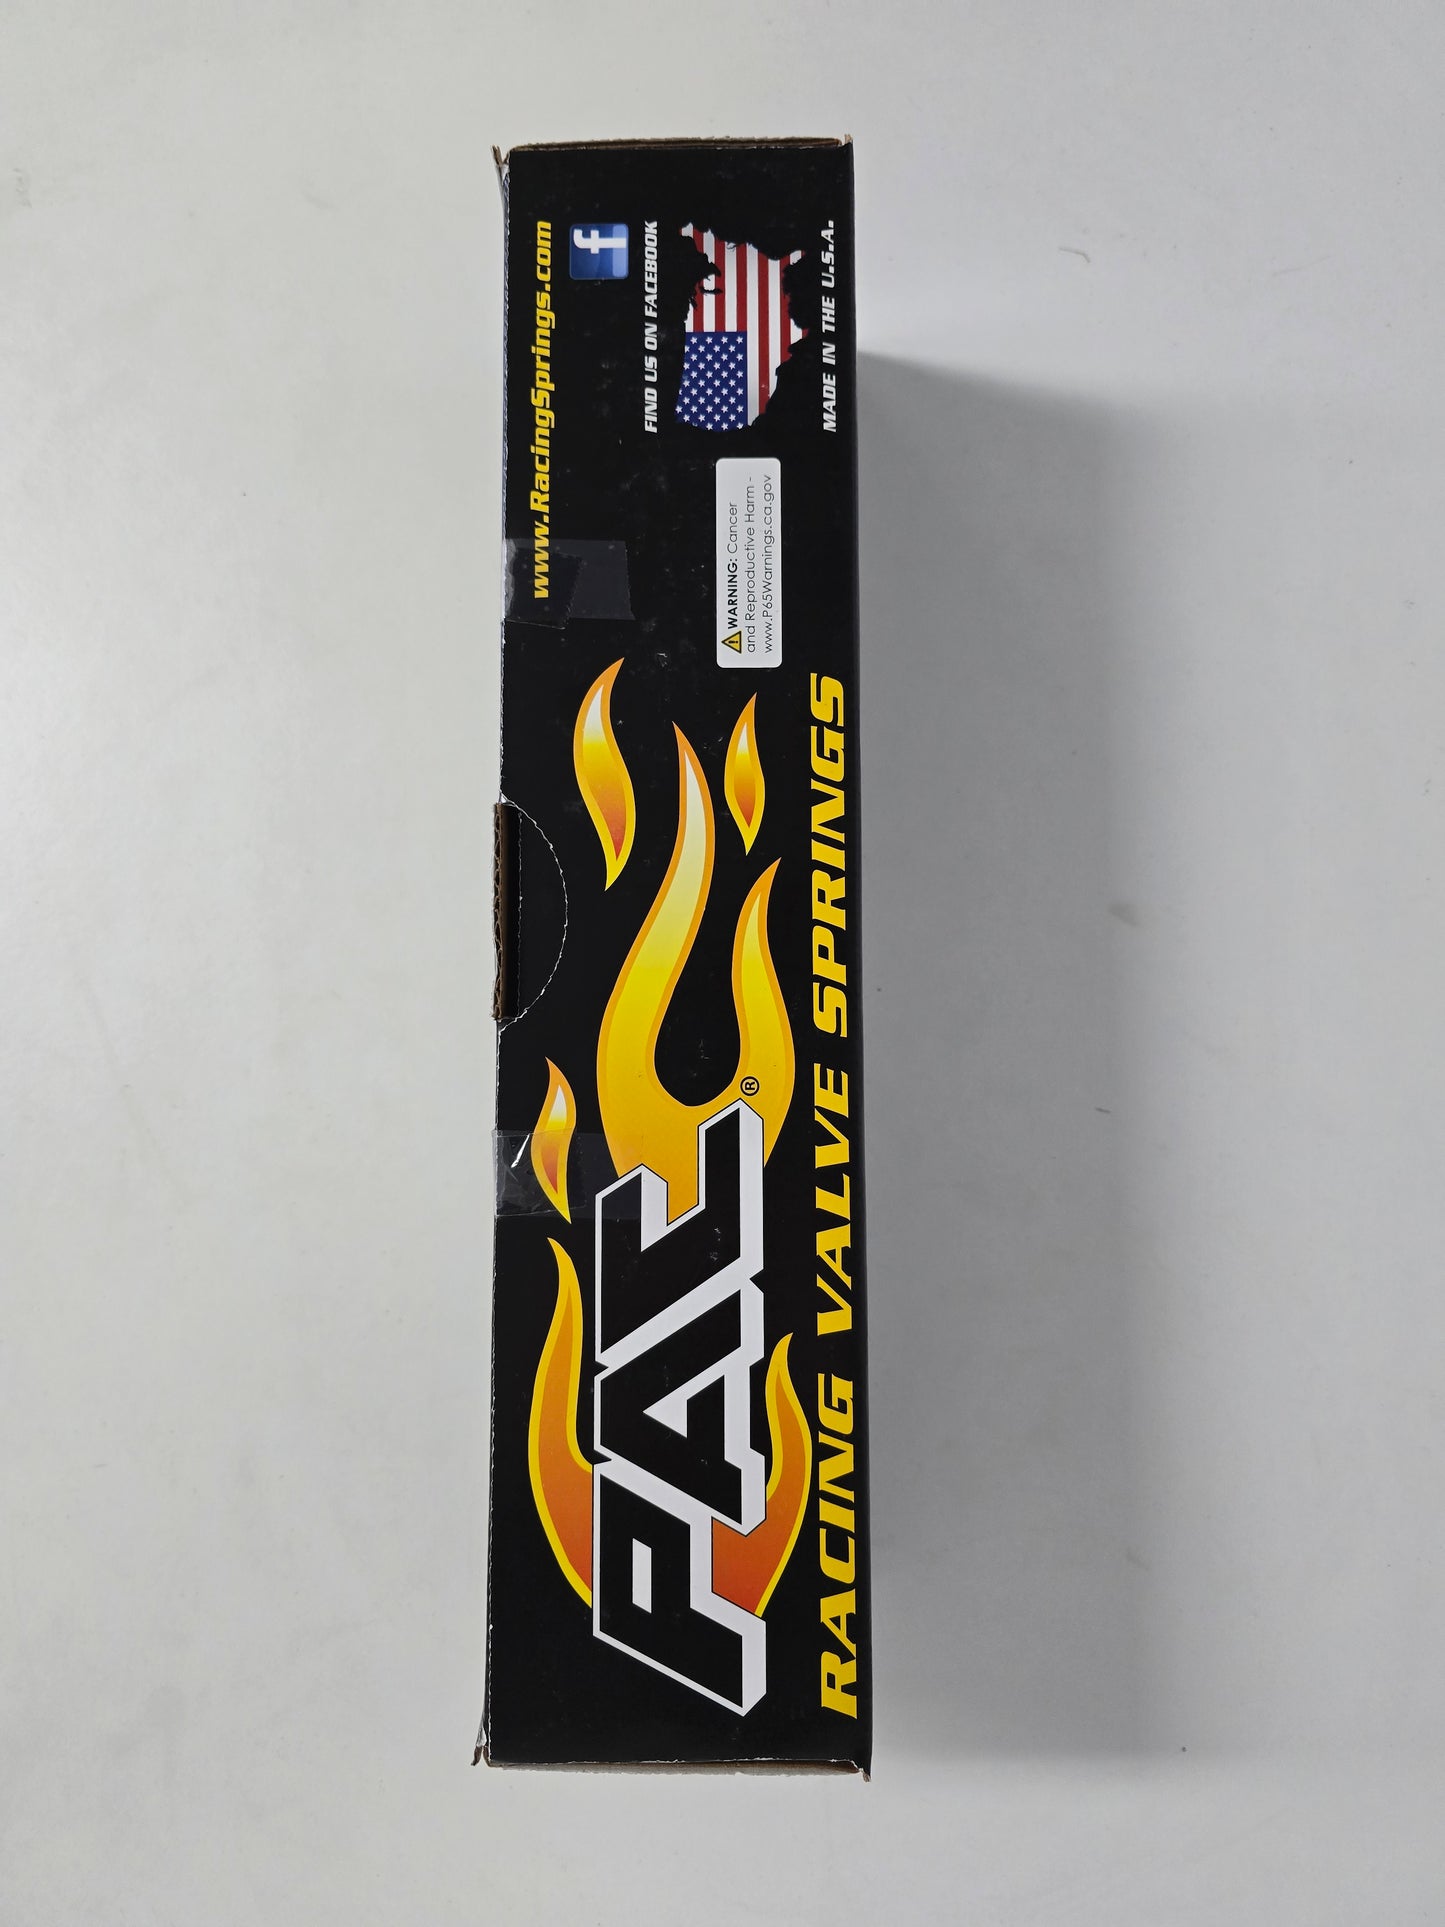 PAC®
RACING VALVE SPRINGS
⚠WARNING: Cancer
and Reproductive Harm -
www.P65Warnings.ca.gov
www.RacingSprings.com
f
FIND US ON FACEBOOK
MADE IN THE U.S.A.